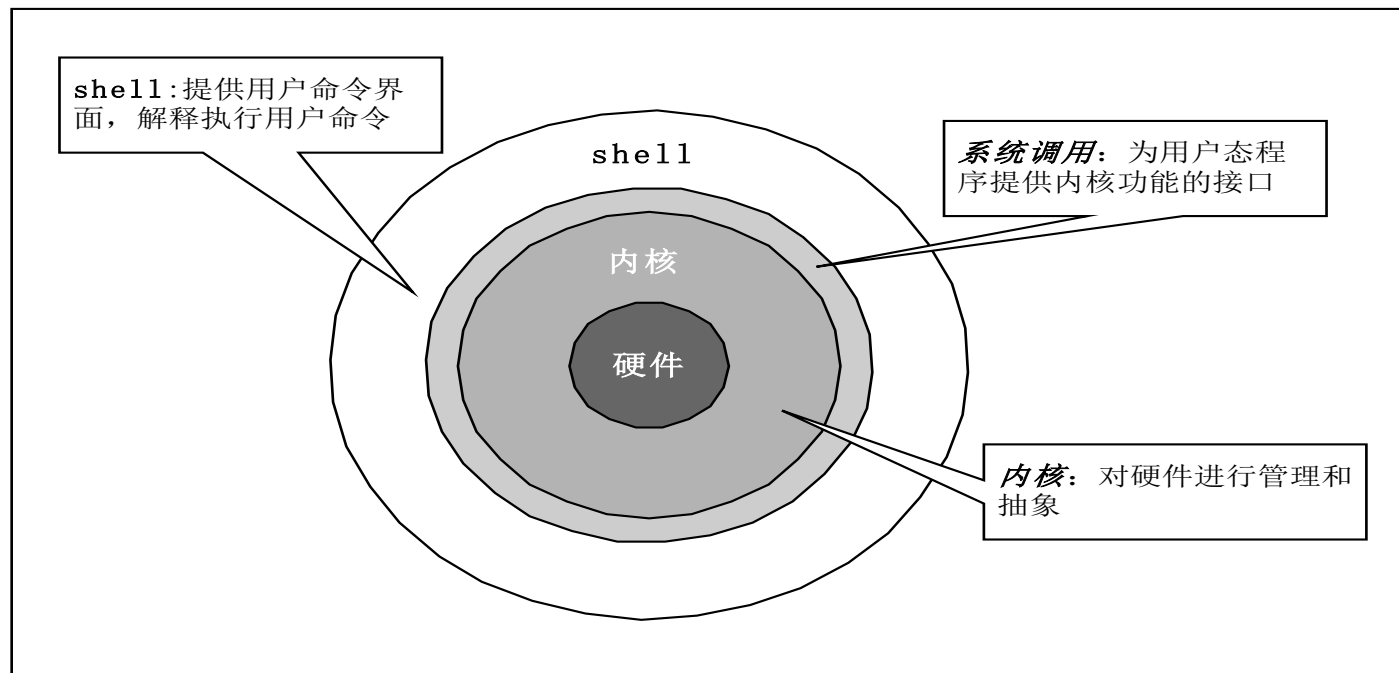 shell:提供用户命令界
面，解释执行用户命令
shell
系统调用：为用户态程
序提供内核功能的接口
内核
硬件
内核：对硬件进行管理和
抽象